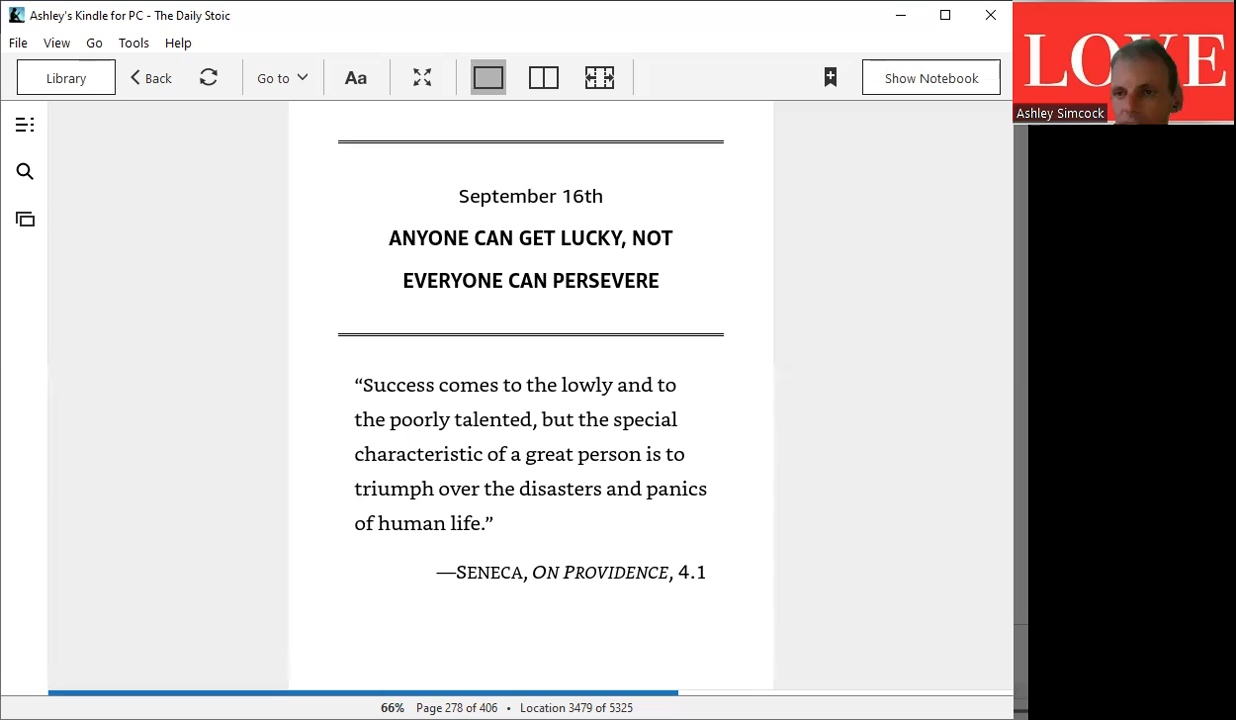 Ashley's Kindle for PC - The Daily Stoic
File View Go Tools Help
Library Back Go to Aa Show Notebook
LOVE
Ashley Simcock
September 16th
ANYONE CAN GET LUCKY, NOT
EVERYONE CAN PERSEVERE
“Success comes to the lowly and to
the poorly talented, but the special
characteristic of a great person is to
triumph over the disasters and panics
of human life.”
—SENECA, ON PROVIDENCE, 4.1
66% Page 278 of 406 • Location 3479 of 5325